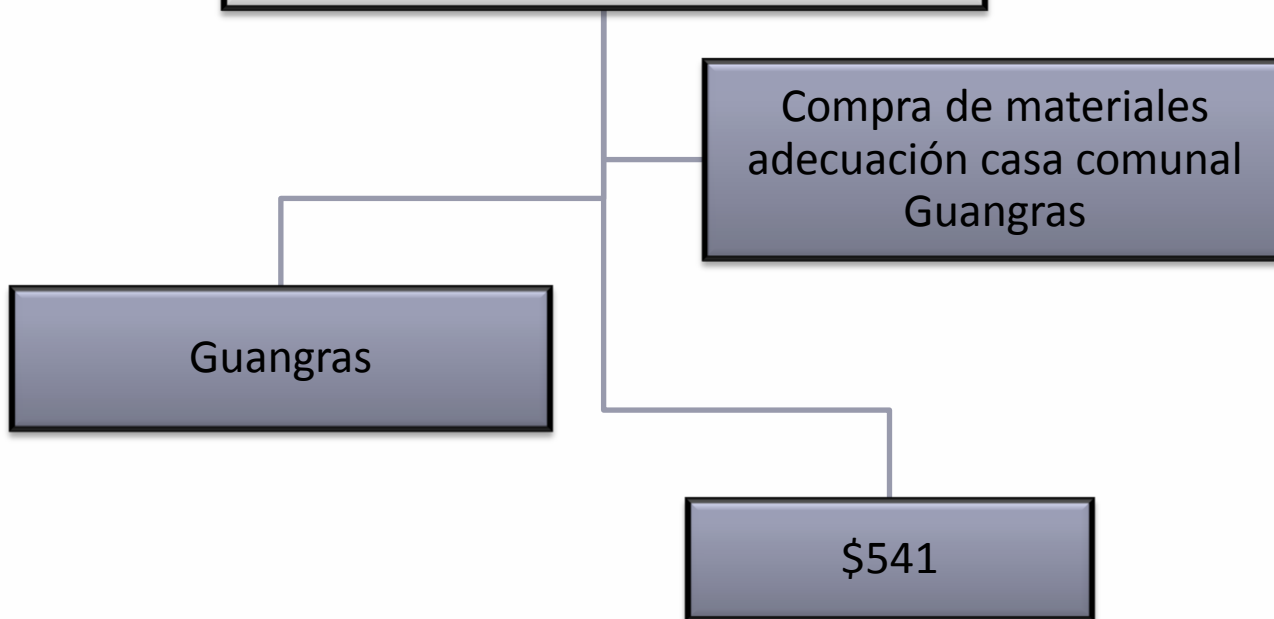 Compra de materiales
adecuación casa comunal
Guangras
Guangras
$541